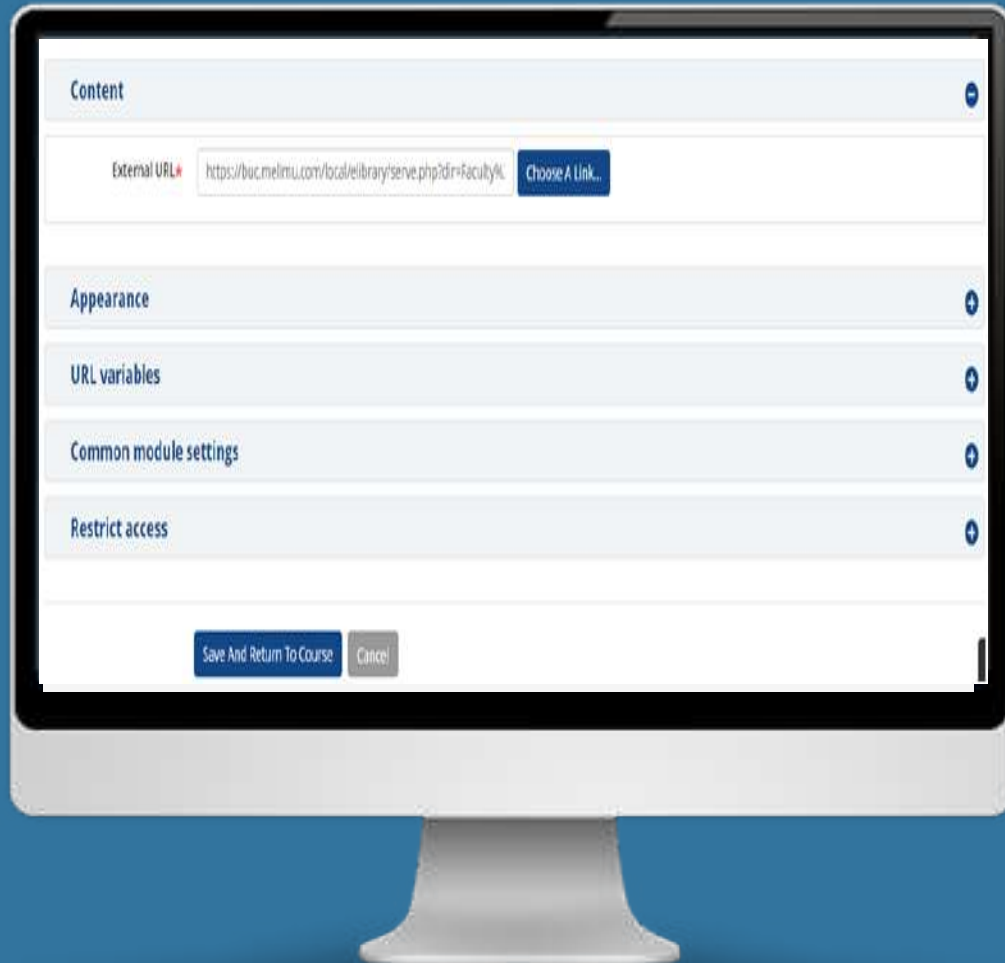 Content
External URL*
https://buc.melimu.com/local/elibrary/serve.php?dir=Faculty%
Choose A Link...
Appearance
URL variables
Common module settings
Restrict access
Save And Return To Course
Cancel